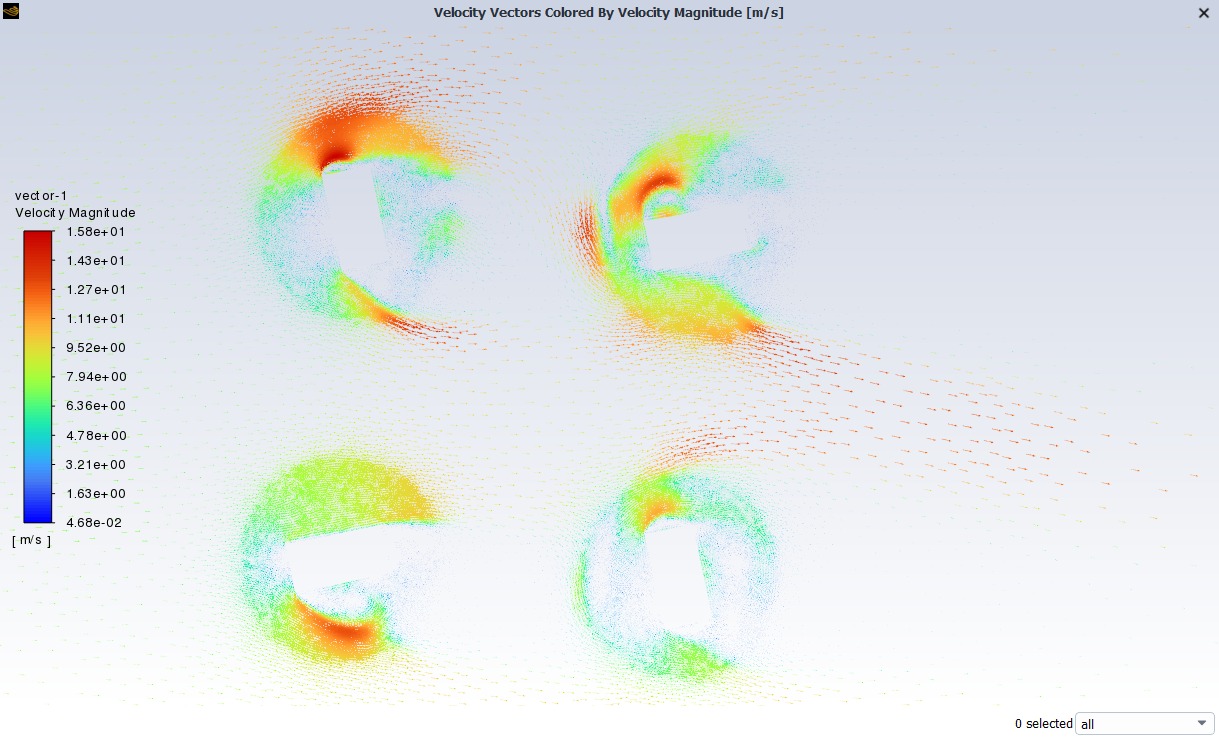 Velocity Vectors Colored By Velocity Magnitude [m/s]
vector-1
Velocity Magnitude
1.58e+01
1.43e+01
1.27e+01
1.11e+01
9.52e+00
7.94e+00
6.36e+00
4.78e+00
3.21e+00
1.63e+00
4.68e-02
[ m/s ]
0 selected all